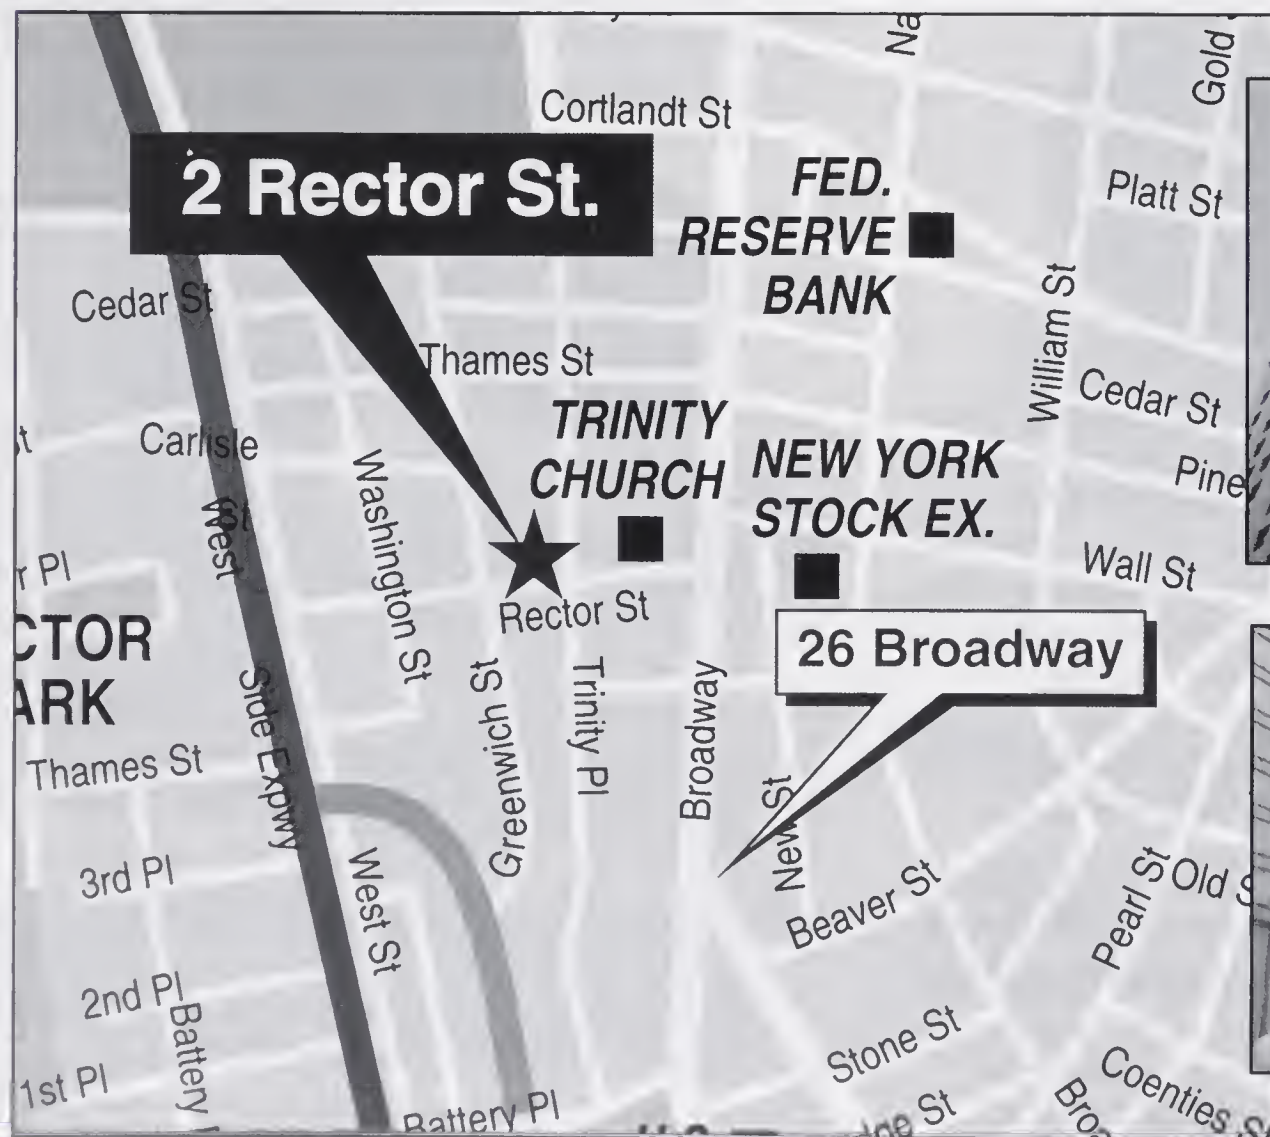 Cortlandt St
Gold
2 Rector St.
FED.
RESERVE
BANK
Platt St
William St
Cedar St
Thames St
Cedar St
TRINITY
CHURCH
NEW YORK
STOCK EX.
Carlisle
St
Pine
Washington St
West
Side Expwy
Wall St
Rector St
26 Broadway
Thames St
Greenwich St
Trinity Pl
Broadway
New St
3rd Pl
West St
Beaver St
Pearl St
Old
2nd Pl
Battery
Stone St
1st Pl
Battery Pl
Coenties